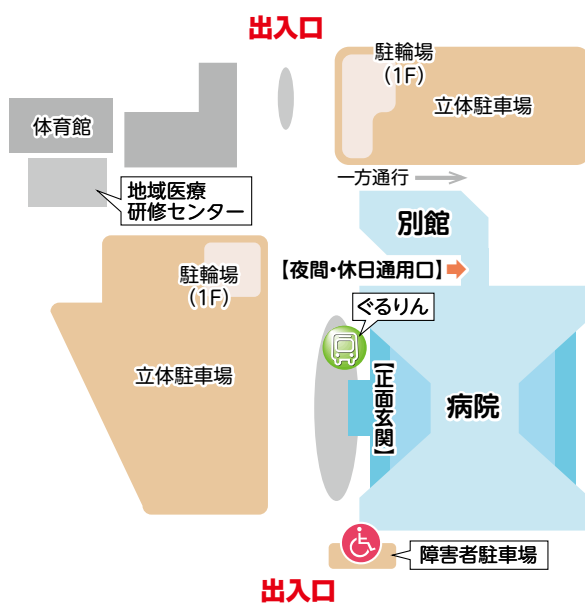 出入口
駐輪場
(1F)
立体駐車場
体育館
一方通行
地域医療
研修センター
別館
【夜間・休日通用口】
駐輪場
(1F)
ぐるりん
立体駐車場
【正面玄関】
病院
障害者駐車場
出入口